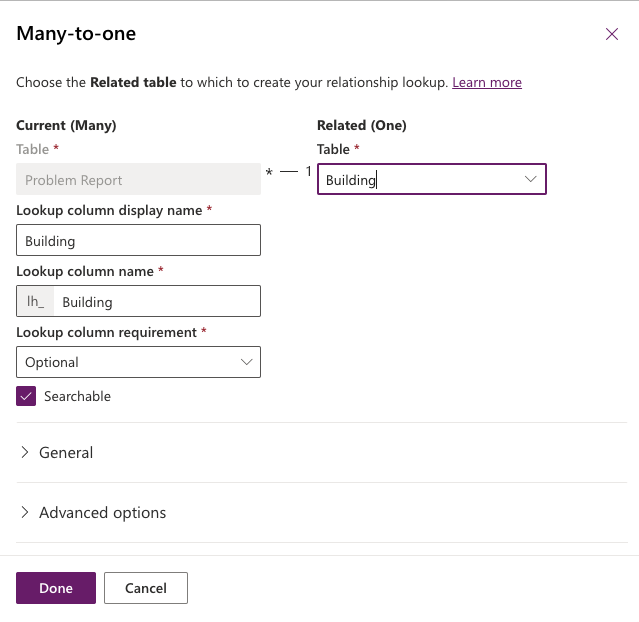 Many-to-one
Choose the Related table to which to create your relationship lookup. Learn more
Current (Many)
Table *
Problem Report
* — 1
Related (One)
Table *
Building
Lookup column display name *
Building
Lookup column name *
lh_ Building
Lookup column requirement *
Optional
Searchable
General
Advanced options
Done Cancel